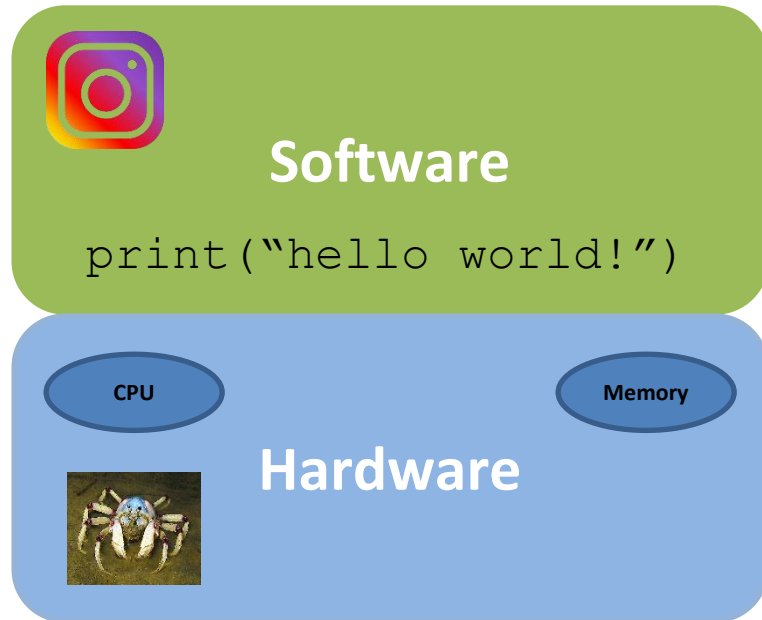 Software
print(“hello world!”)
CPU
Memory
Hardware